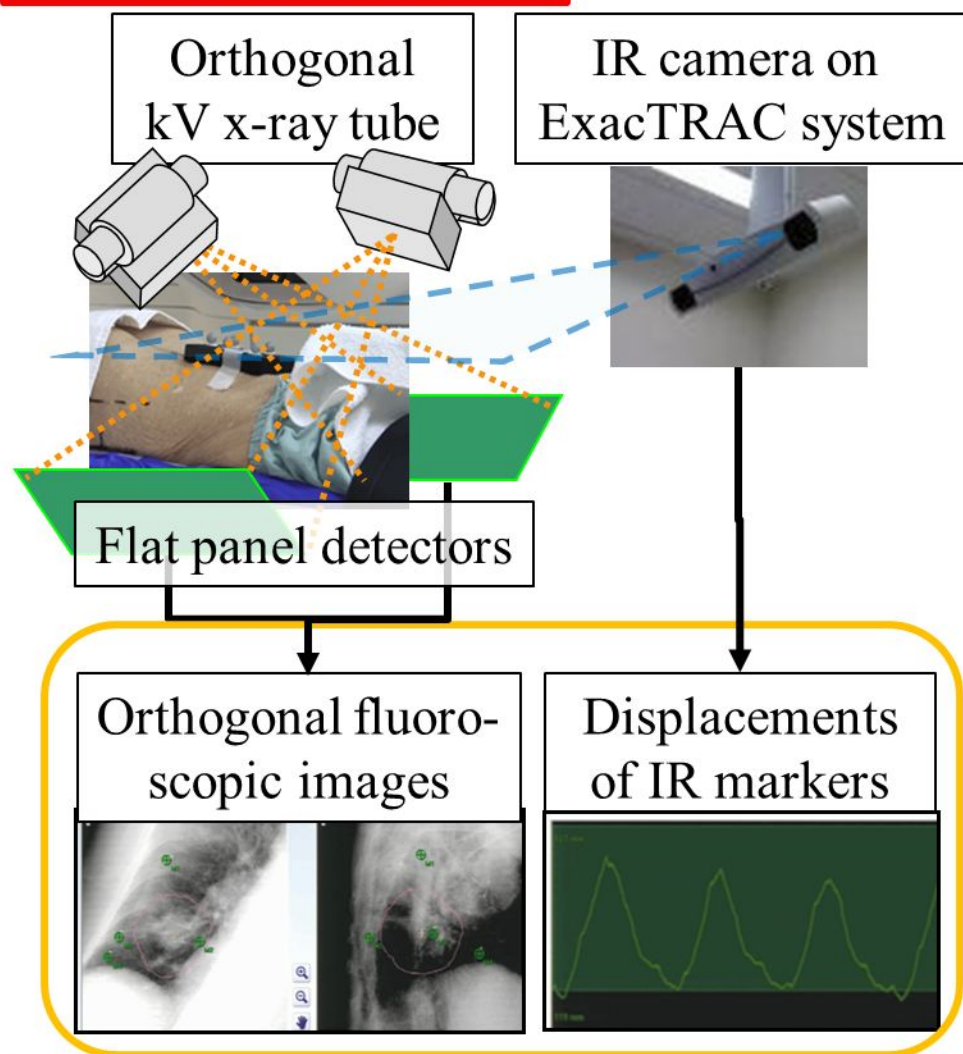 Orthogonal
kV x-ray tube
IR camera on
ExacTRAC system
Flat panel detectors
Orthogonal fluoro-
scopic images
Displacements
of IR markers